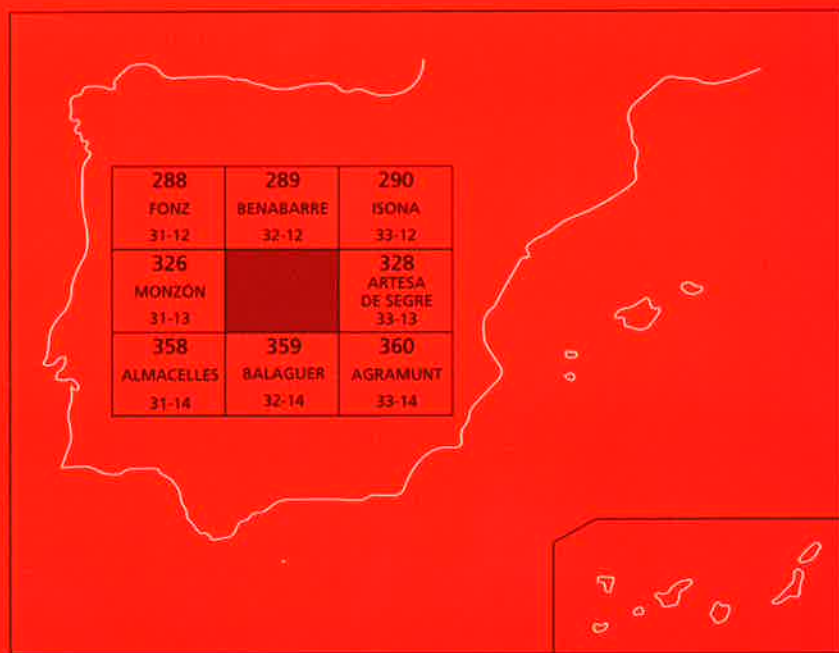 288
FONZ
31-12
289
BENABARRE
32-12
290
ISONA
33-12
326
MONZÓN
31-13
328
ARTESA
DE SEGRE
33-13
358
ALMACELLES
31-14
359
BALAGUER
32-14
360
AGRAMUNT
33-14